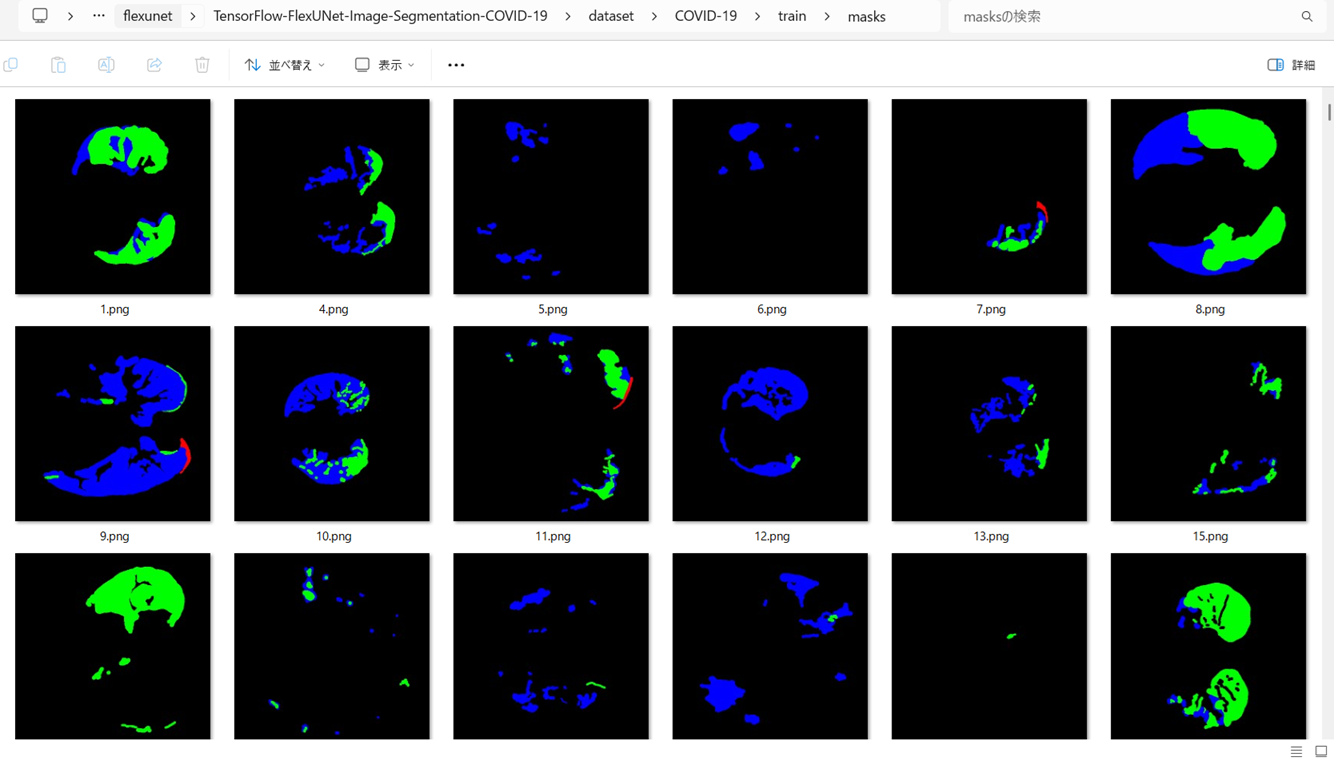 flexunet > TensorFlow-FlexUNet-Image-Segmentation-COVID-19 > dataset > COVID-19 > train > masks masksの検索
並べ替え 表示 詳細
1.png 4.png 5.png 6.png 7.png 8.png
9.png 10.png 11.png 12.png 13.png 15.png